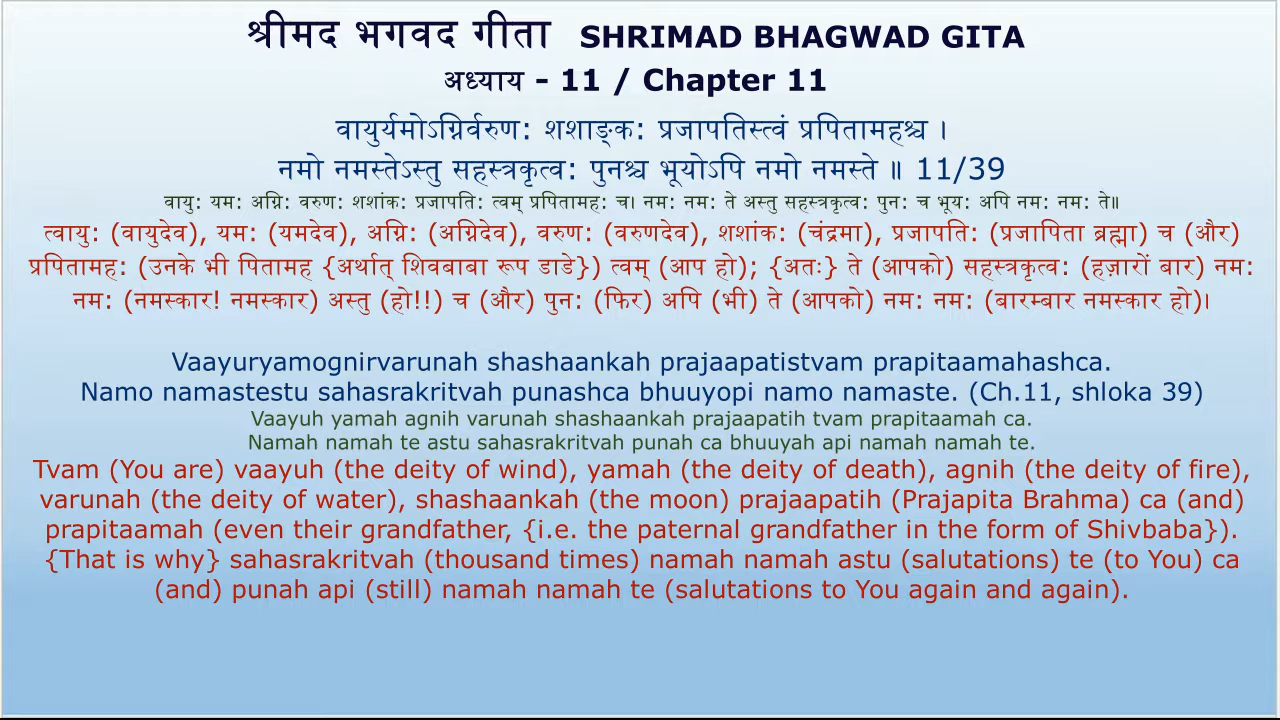 श्रीमद भगवद गीता SHRIMAD BHAGWAD GITA
अध्याय - 11 / Chapter 11
वायुर्यमोऽग्निर्वरुण: शशाङ्क: प्रजापतिस्त्वं प्रपितामहश्च ।
नमो नमस्तेऽस्तु सहस्त्रकृत्व: पुनश्च भूयोऽपि नमो नमस्ते ॥ 11/39
वायु: यम: अग्नि: वरुण: शशांक: प्रजापति: त्वम् प्रपितामह: च। नम: नम: ते अस्तु सहस्त्रकृत्व: पुन: च भूय: अपि नम: नम: ते॥
त्वायु: (वायुदेव), यम: (यमदेव), अग्नि: (अग्निदेव), वरुण: (वरुणदेव), शशांक: (चंद्रमा), प्रजापति: (प्रजापिता ब्रह्मा) च (और)
प्रपितामह: (उनके भी पितामह {अर्थात् शिवबाबा रूप डाडे}) त्वम् (आप हो); {अतः} ते (आपको) सहस्त्रकृत्व: (हज़ारों बार) नम:
नम: (नमस्कार! नमस्कार) अस्तु (हो!!) च (और) पुन: (फिर) अपि (भी) ते (आपको) नम: नम: (बारम्बार नमस्कार हो)।
Vaayuryamognirvarunah shashaankah prajaapatistvam prapitaamahashca.
Namo namastestu sahasrakritvah punashca bhuuyopi namo namaste. (Ch.11, shloka 39)
Vaayuh yamah agnih varunah shashaankah prajaapatih tvam prapitaamah ca.
Namah namah te astu sahasrakritvah punah ca bhuuyah api namah namah te.
Tvam (You are) vaayuh (the deity of wind), yamah (the deity of death), agnih (the deity of fire),
varunah (the deity of water), shashaankah (the moon) prajaapatih (Prajapita Brahma) ca (and)
prapitaamah (even their grandfather, {i.e. the paternal grandfather in the form of Shivbaba}).
{That is why} sahasrakritvah (thousand times) namah namah astu (salutations) te (to You) ca
(and) punah api (still) namah namah te (salutations to You again and again).